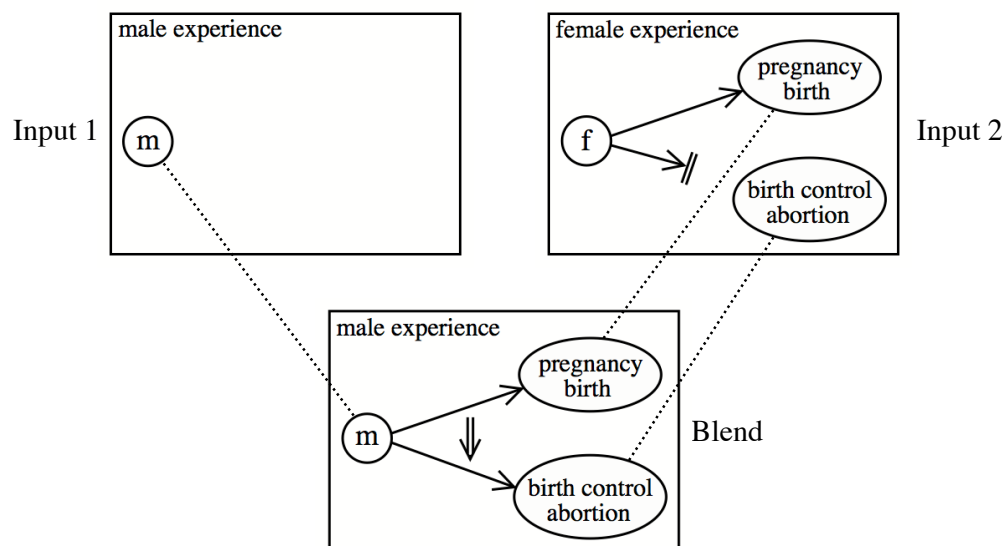 male experience
Input 1
m
female experience
pregnancy
birth
f
birth control
abortion
Input 2
male experience
pregnancy
birth
m
birth control
abortion
Blend